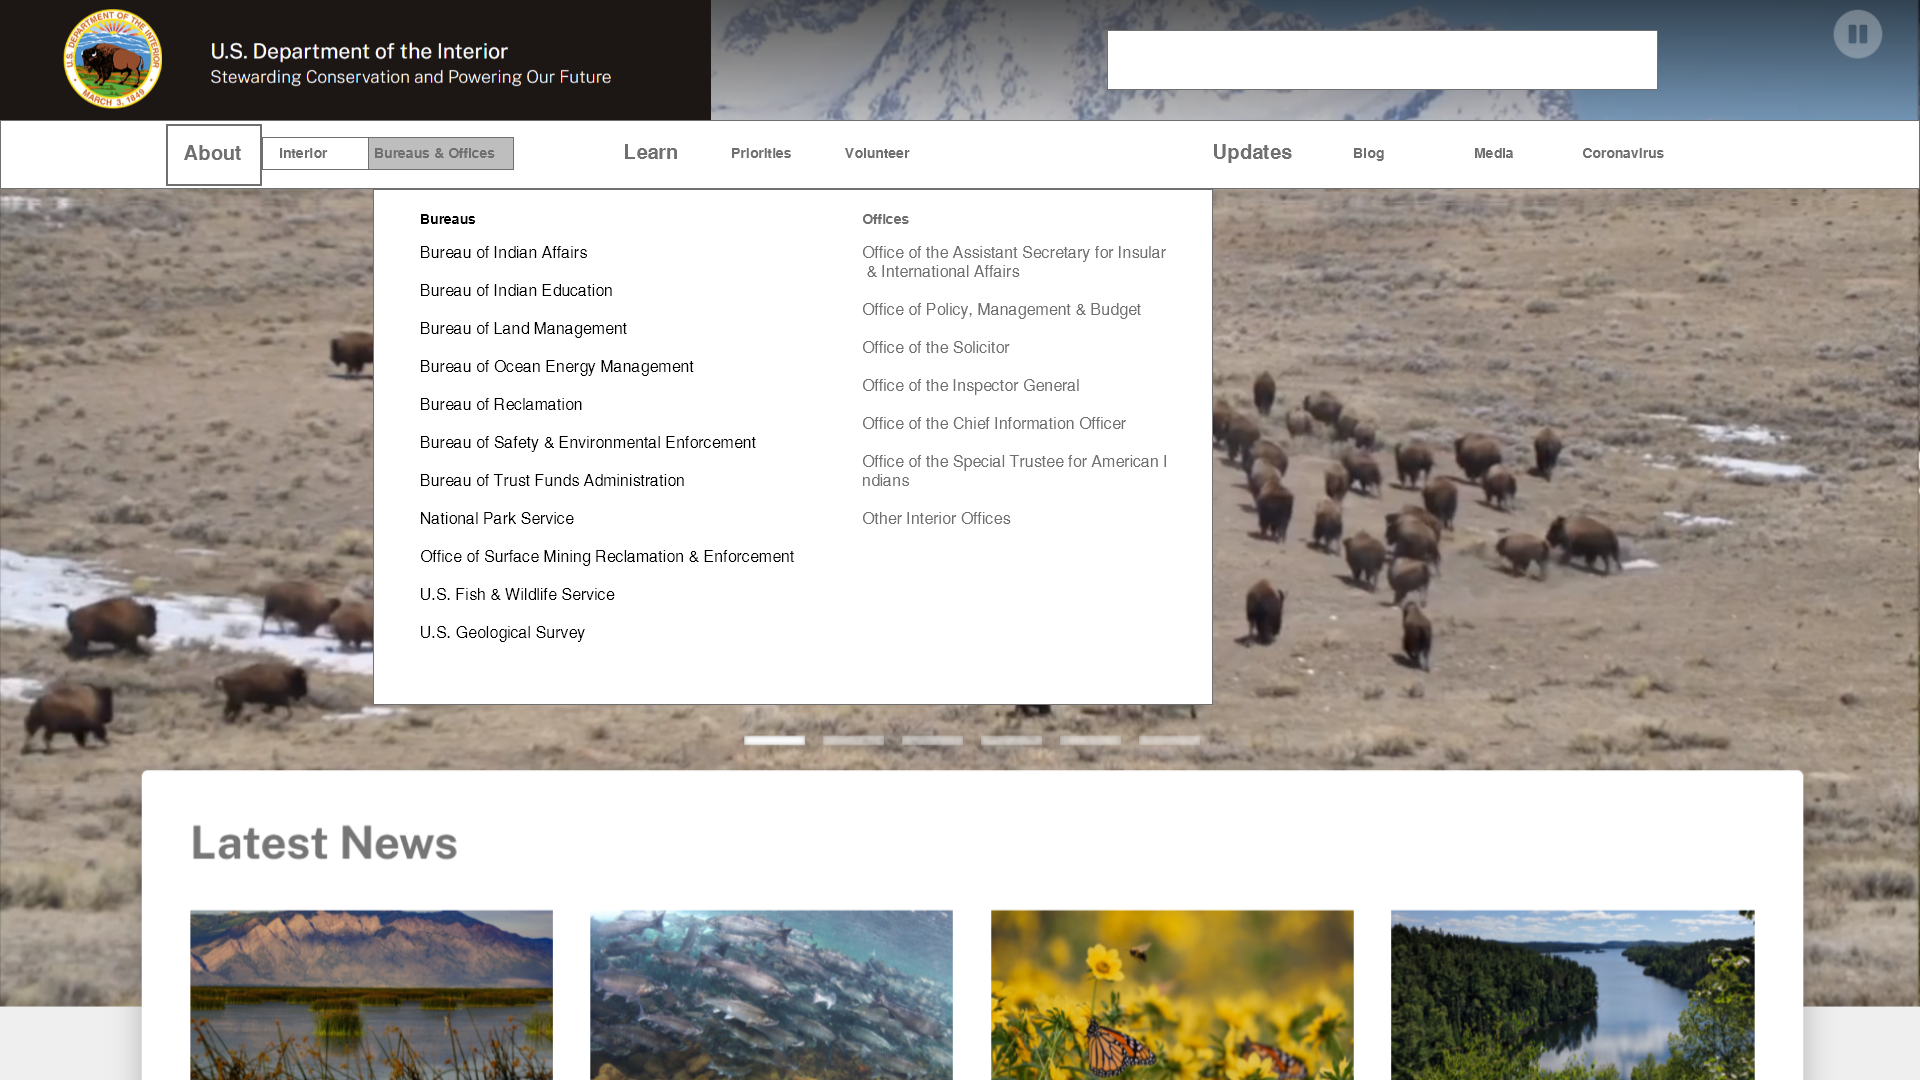 U.S. DEPARTMENT OF THE INTERIOR
MARCH 3, 1849
U.S. Department of the Interior
Stewarding Conservation and Powering Our Future
About
Interior
Bureaus & Offices
Learn
Priorities
Volunteer
Updates
Blog
Media
Coronavirus
Bureaus
Bureau of Indian Affairs
Bureau of Indian Education
Bureau of Land Management
Bureau of Ocean Energy Management
Bureau of Reclamation
Bureau of Safety & Environmental Enforcement
Bureau of Trust Funds Administration
National Park Service
Office of Surface Mining Reclamation & Enforcement
U.S. Fish & Wildlife Service
U.S. Geological Survey
Offices
Office of the Assistant Secretary for Insular
& International Affairs
Office of Policy, Management & Budget
Office of the Solicitor
Office of the Inspector General
Office of the Chief Information Officer
Office of the Special Trustee for American I
ndians
Other Interior Offices
Latest News